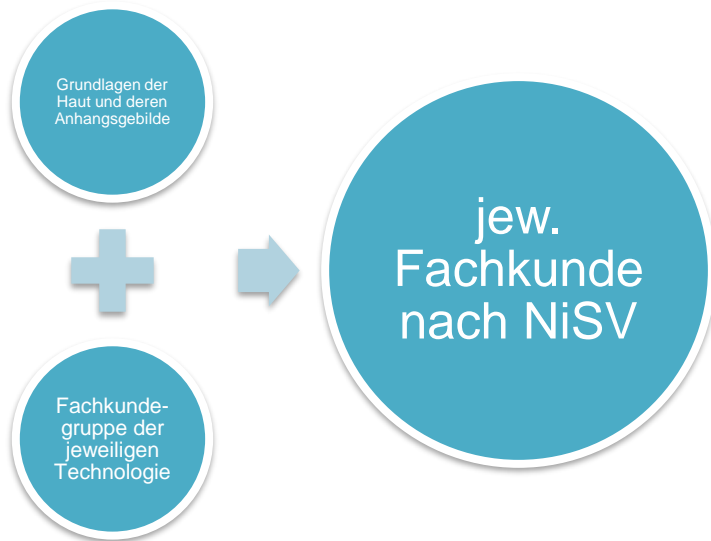 Grundlagen der
Haut und deren
Anhangsgebilde
Fachkunde-
gruppe der
jeweiligen
Technologie
jew.
Fachkunde
nach NiSV